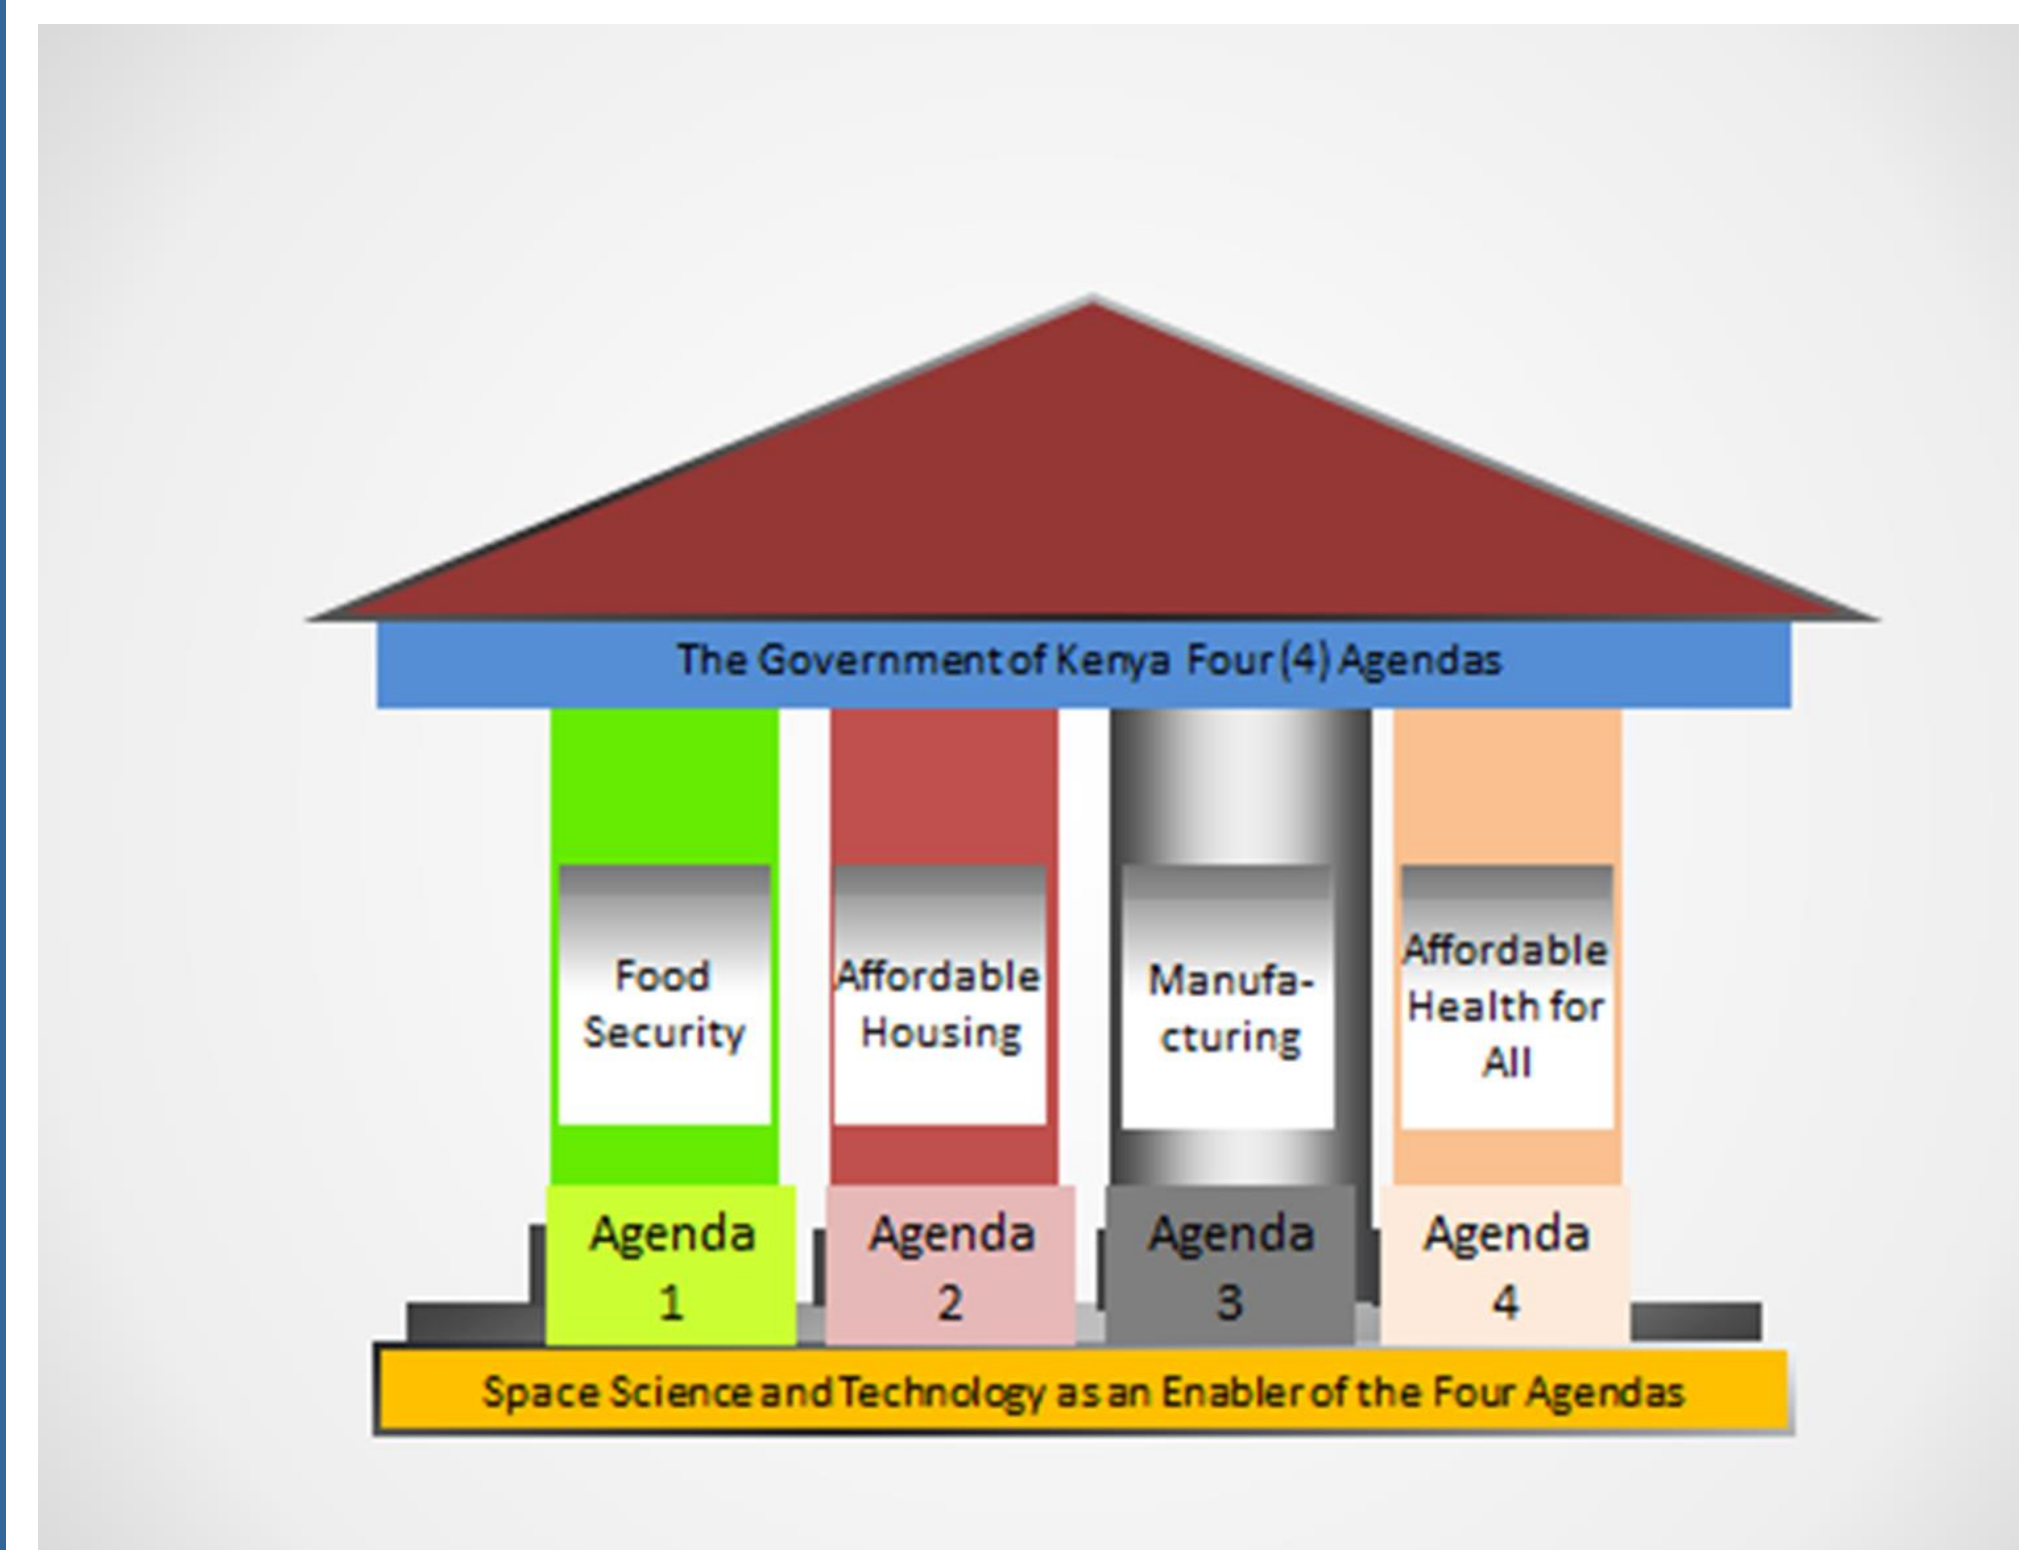 The Government of Kenya Four (4) Agendas
Food
Security
Affordable
Housing
Manufa-
cturing
Affordable
Health for
All
Agenda
1
Agenda
2
Agenda
3
Agenda
4
Space Science and Technology as an Enabler of the Four Agendas